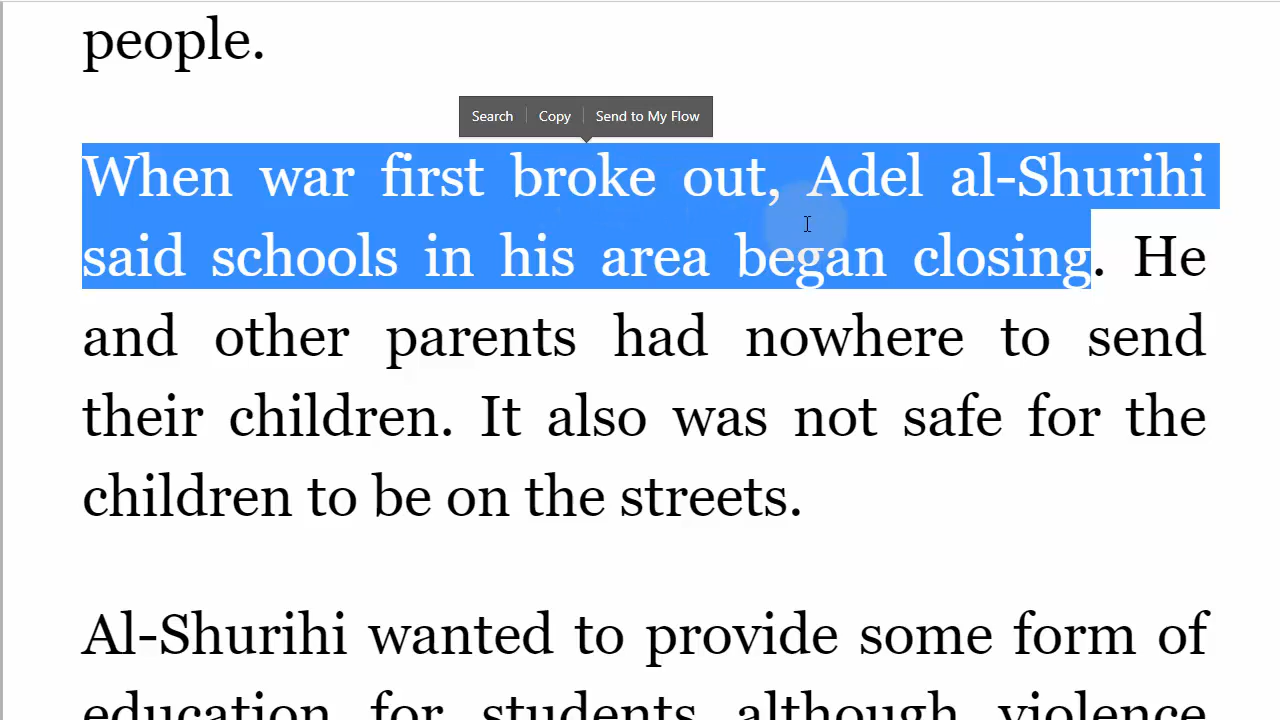 people.
Search Copy Send to My Flow
When war first broke out, Adel al-Shurihi
said schools in his area began closing. He
and other parents had nowhere to send
their children. It also was not safe for the
children to be on the streets.
Al-Shurihi wanted to provide some form of
education for students although violence